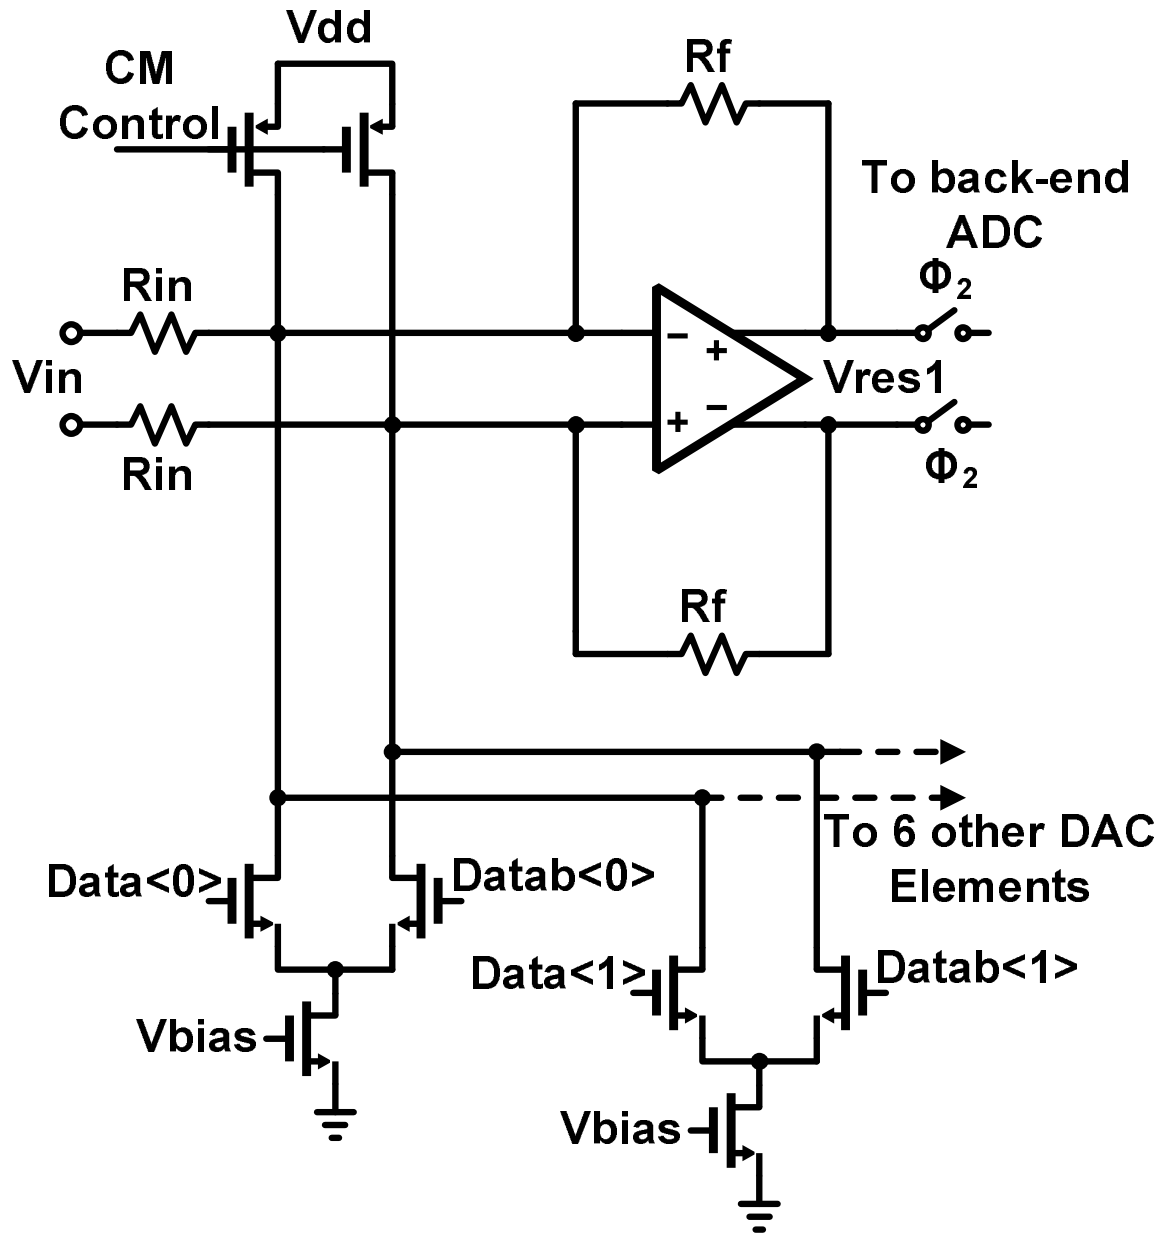 Vdd
CM
Control
Rf
To back-end
ADC
Φ2
Rin
Vin
− +
+ −
Vres1
Rin
Φ2
Rf
To 6 other DAC
Elements
Data<0>
Datab<0>
Data<1>
Datab<1>
Vbias
Vbias